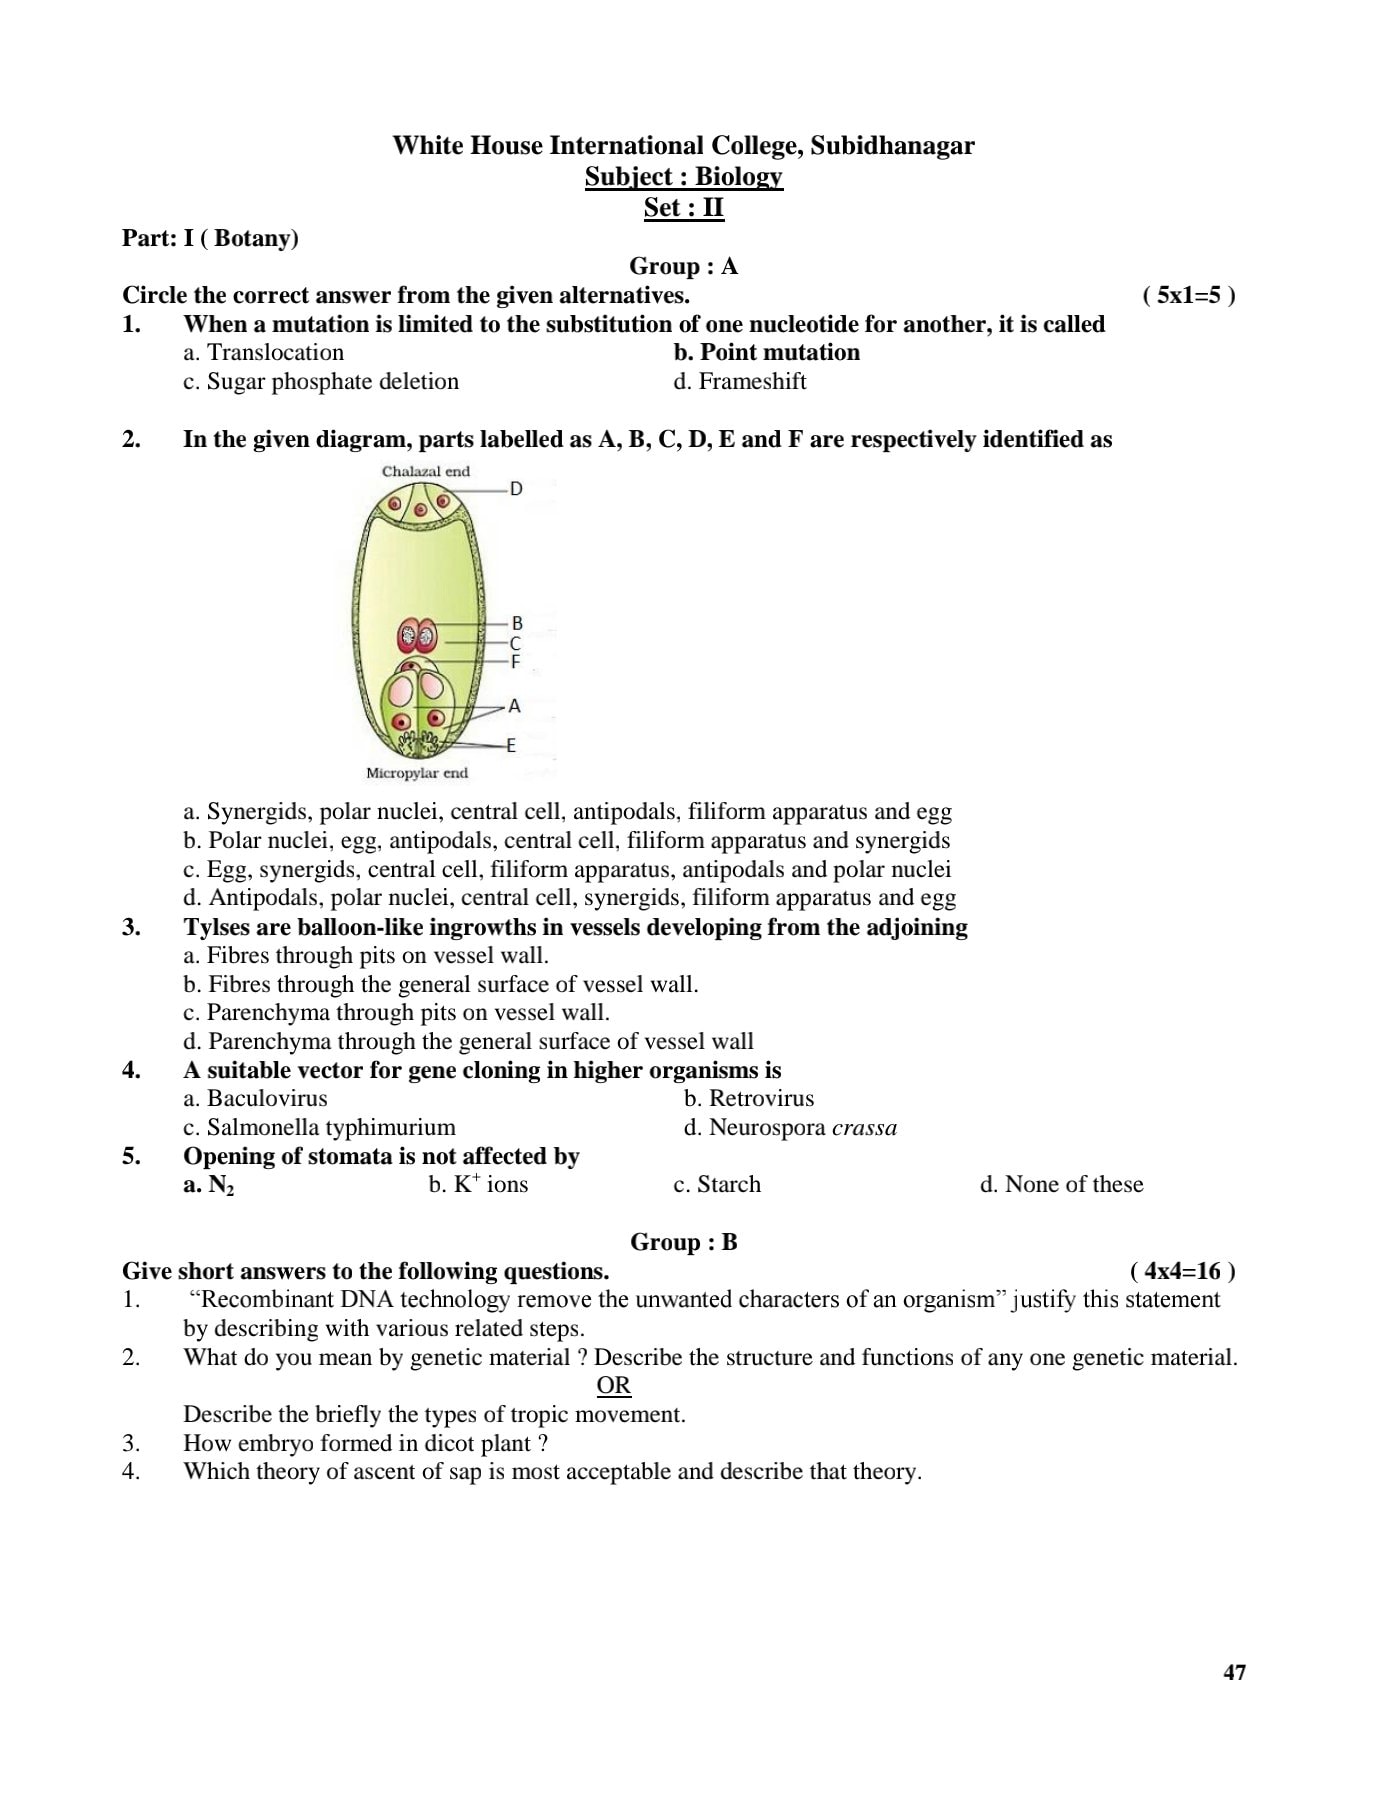 White House International College, Subidhanagar
Subject : Biology
Set : II
Part: I ( Botany)
Group : A
Circle the correct answer from the given alternatives. ( 5x1=5 )
1. When a mutation is limited to the substitution of one nucleotide for another, it is called
a. Translocation b. Point mutation
c. Sugar phosphate deletion d. Frameshift
2. In the given diagram, parts labelled as A, B, C, D, E and F are respectively identified as
Chalazal end
D
B
C
F
A
E
Micropylar end
a. Synergids, polar nuclei, central cell, antipodals, filiform apparatus and egg
b. Polar nuclei, egg, antipodals, central cell, filiform apparatus and synergids
c. Egg, synergids, central cell, filiform apparatus, antipodals and polar nuclei
d. Antipodals, polar nuclei, central cell, synergids, filiform apparatus and egg
3. Tylses are balloon-like ingrowths in vessels developing from the adjoining
a. Fibres through pits on vessel wall.
b. Fibres through the general surface of vessel wall.
c. Parenchyma through pits on vessel wall.
d. Parenchyma through the general surface of vessel wall
4. A suitable vector for gene cloning in higher organisms is
a. Baculovirus b. Retrovirus
c. Salmonella typhimurium d. Neurospora crassa
5. Opening of stomata is not affected by
a. N₂ b. K⁺ ions c. Starch d. None of these
Group : B
Give short answers to the following questions. ( 4x4=16 )
1. “Recombinant DNA technology remove the unwanted characters of an organism” justify this statement
by describing with various related steps.
2. What do you mean by genetic material ? Describe the structure and functions of any one genetic material.
OR
Describe the briefly the types of tropic movement.
3. How embryo formed in dicot plant ?
4. Which theory of ascent of sap is most acceptable and describe that theory.
47